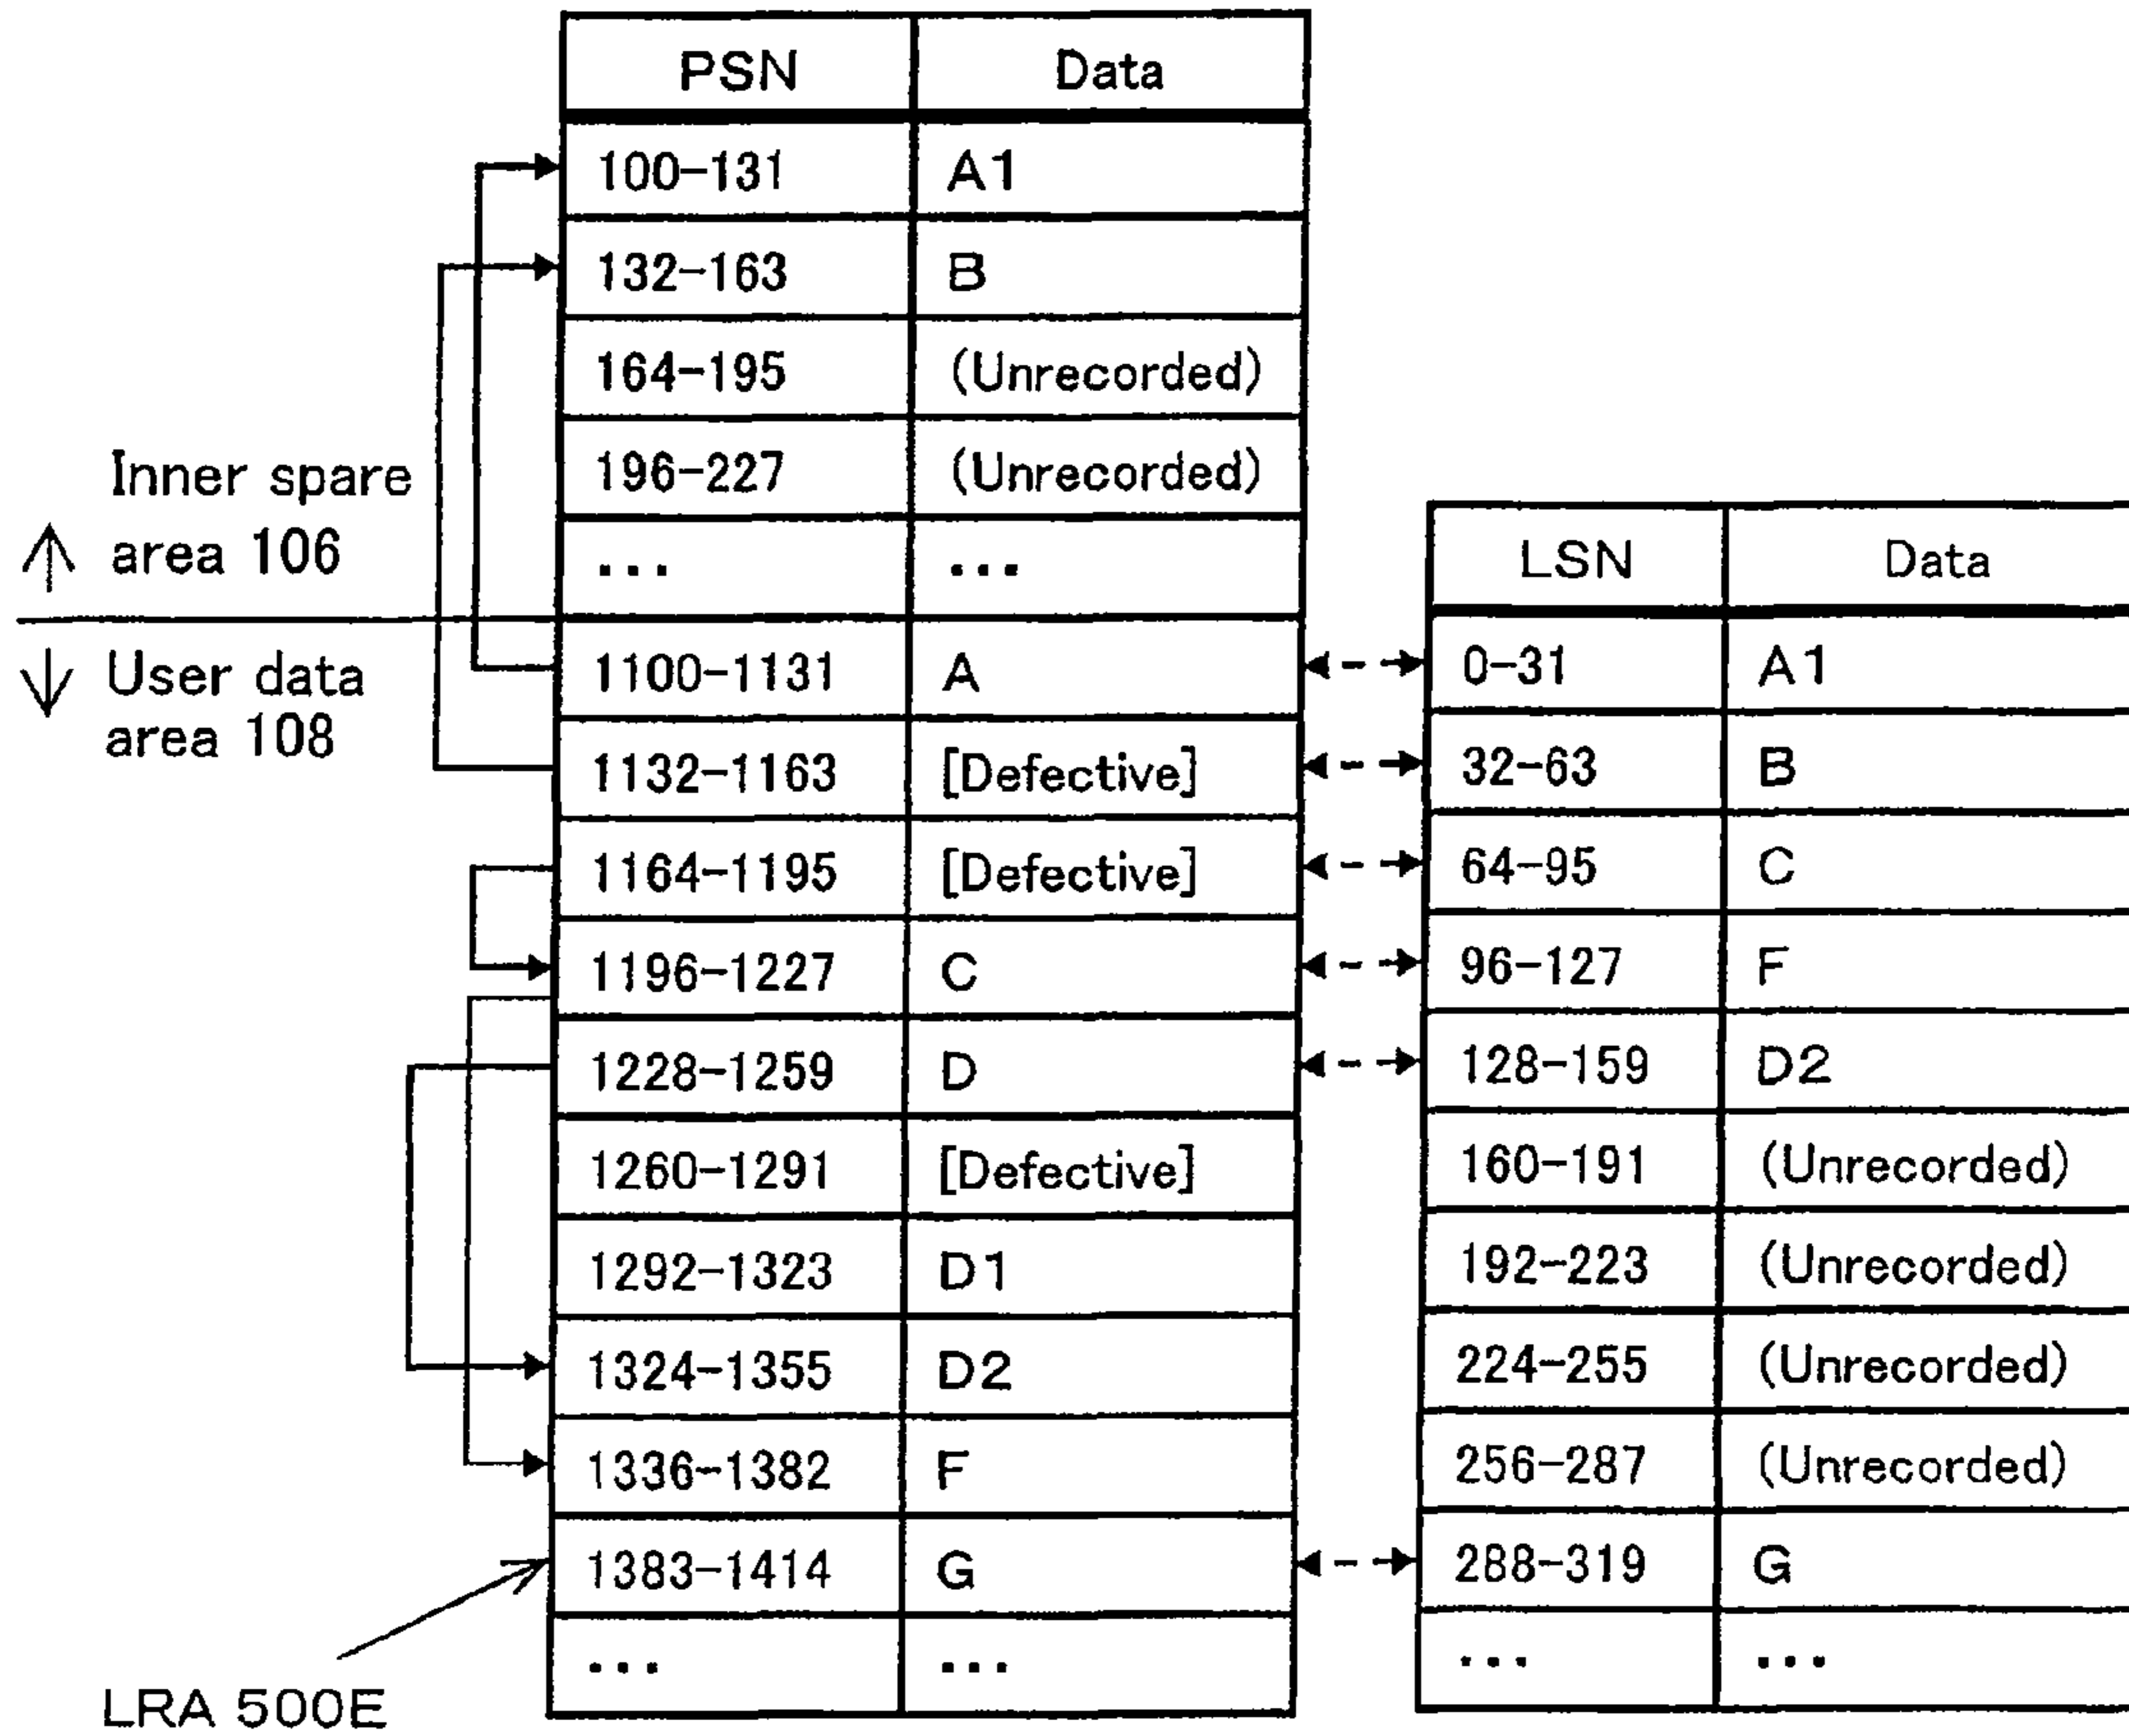 PSN Data
100-131 A1
132-163 B
164-195 (Unrecorded)
196-227 (Unrecorded)
... ...
Inner spare
area 106
User data
area 108
1100-1131 A
1132-1163 [Defective]
1164-1195 [Defective]
1196-1227 C
1228-1259 D
1260-1291 [Defective]
1292-1323 D1
1324-1355 D2
1336-1382 F
1383-1414 G
... ...
LRA 500E
LSN Data
0-31 A1
32-63 B
64-95 C
96-127 F
128-159 D2
160-191 (Unrecorded)
192-223 (Unrecorded)
224-255 (Unrecorded)
256-287 (Unrecorded)
288-319 G
... ...